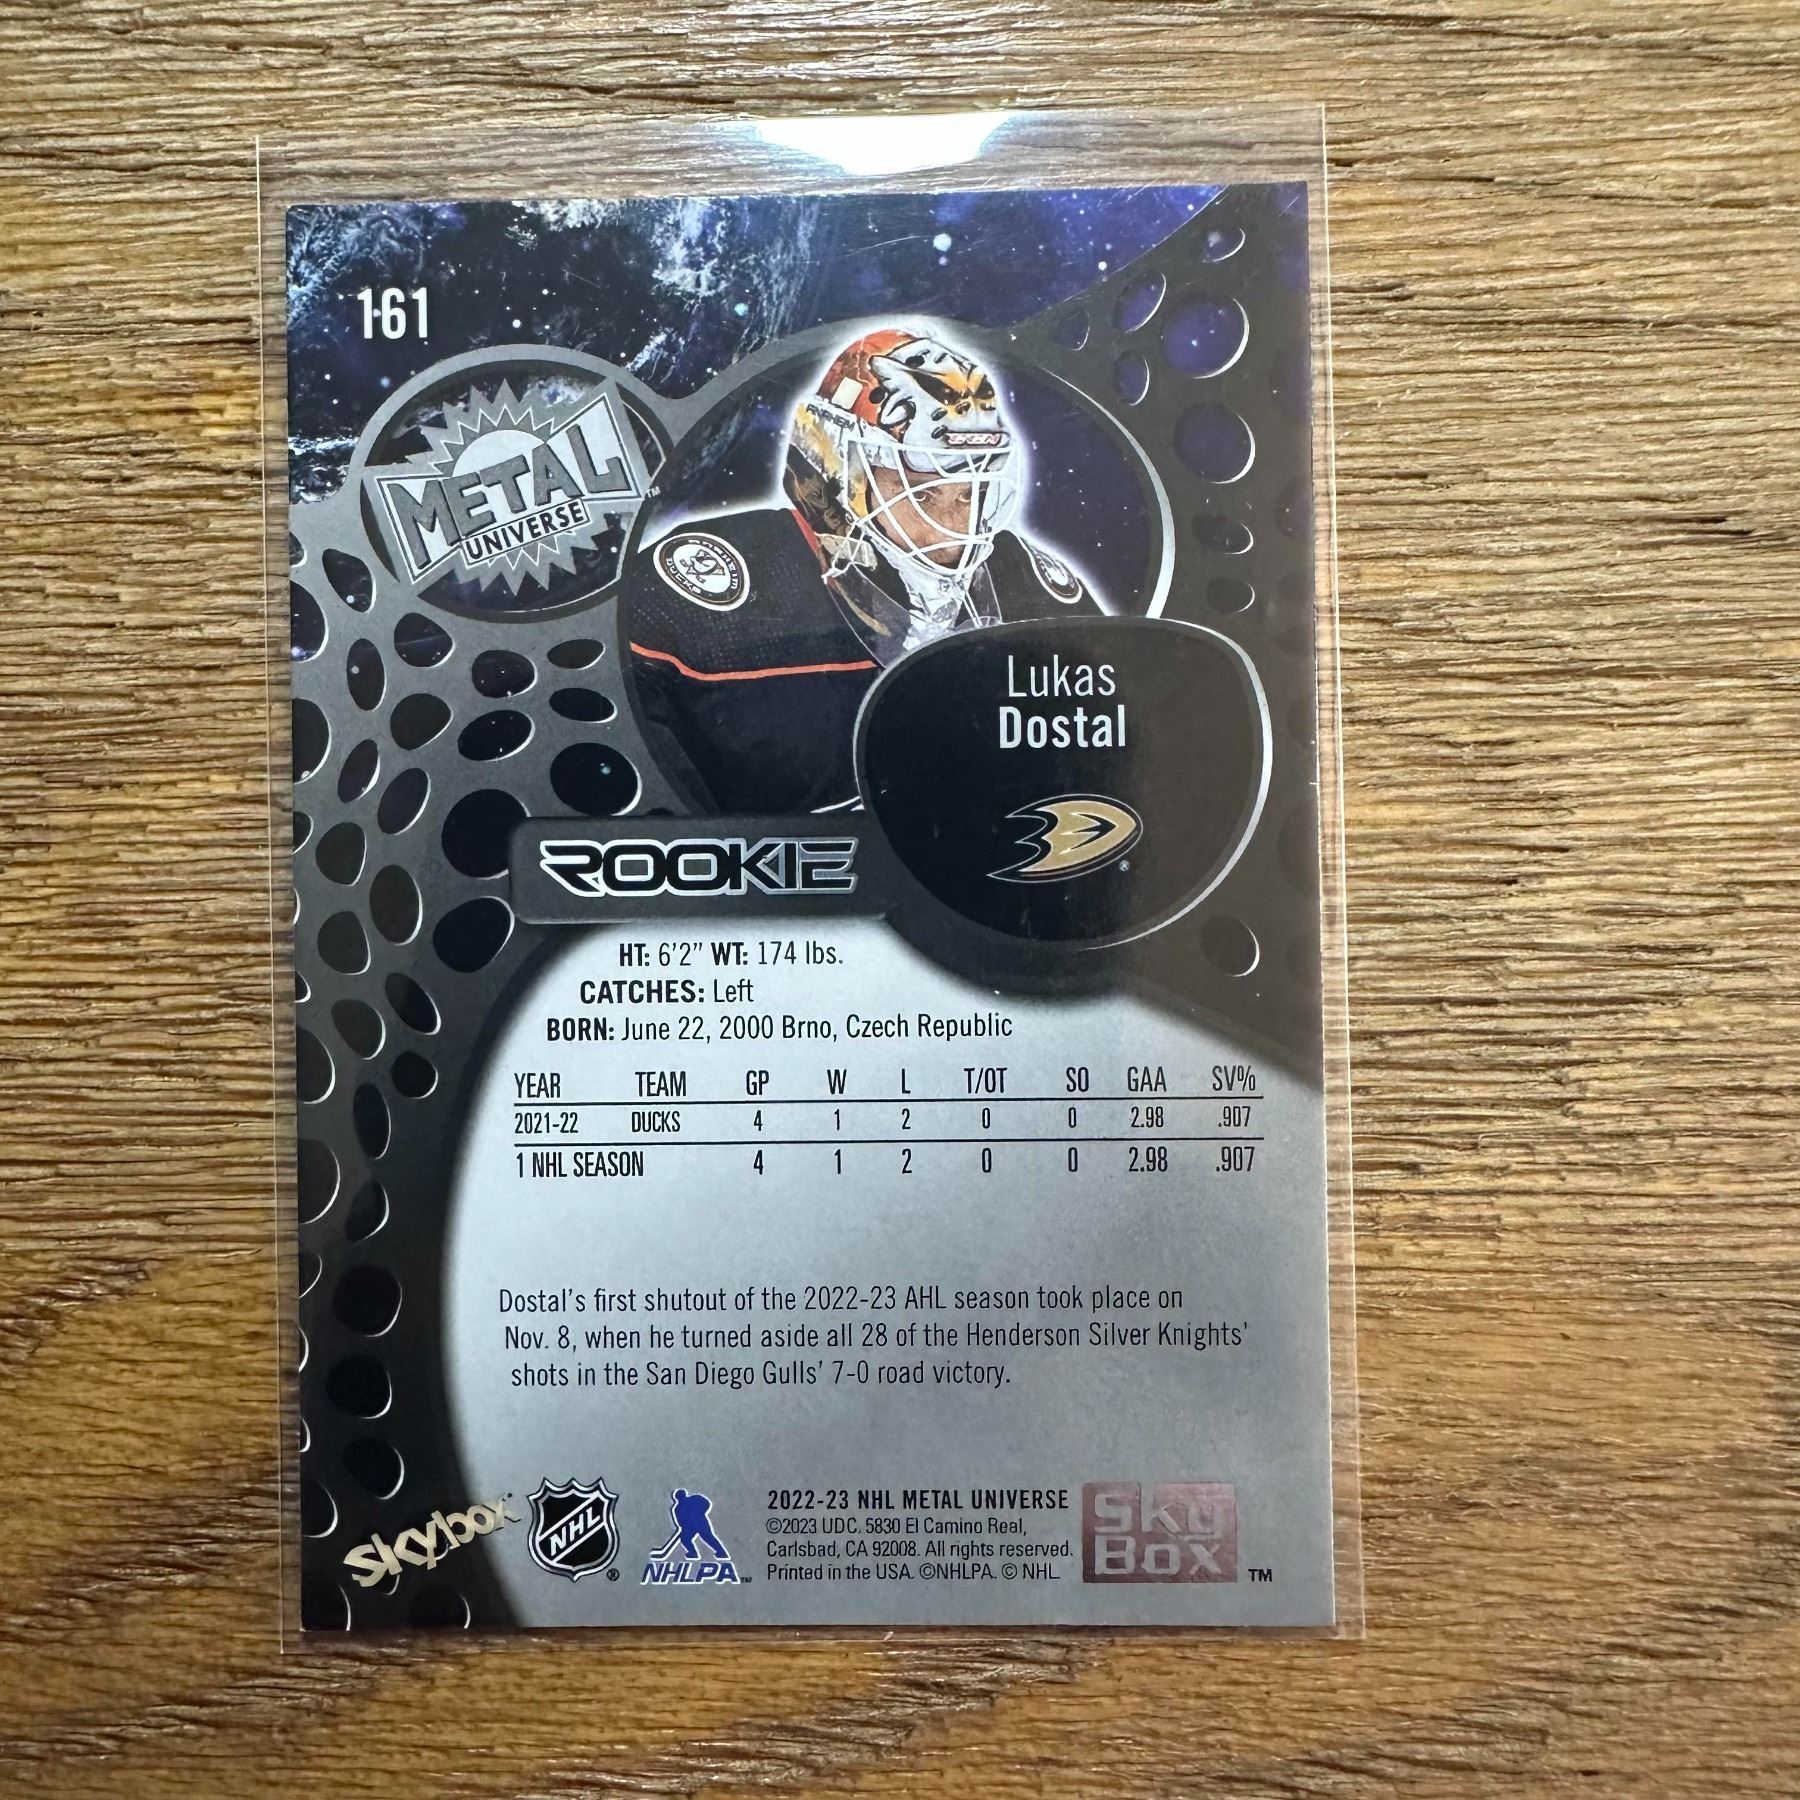 161
METAL
UNIVERSE
™
ANAHEIM
CCM
Lukas
Dostal
®
ROOKIE
HT: 6'2" WT: 174 lbs.
CATCHES: Left
BORN: June 22, 2000 Brno, Czech Republic
YEAR TEAM GP W L T/OT SO GAA SV%
2021-22 DUCKS 4 1 2 0 0 2.98 .907
1 NHL SEASON 4 1 2 0 0 2.98 .907
Dostal's first shutout of the 2022-23 AHL season took place on
Nov. 8, when he turned aside all 28 of the Henderson Silver Knights'
shots in the San Diego Gulls' 7-0 road victory.
skybox
NHL ®
NHLPA™
2022-23 NHL METAL UNIVERSE
©2023 UDC. 5830 El Camino Real,
Carlsbad, CA 92008. All rights reserved.
Printed in the USA. ©NHLPA. © NHL.
Sky
Box ™